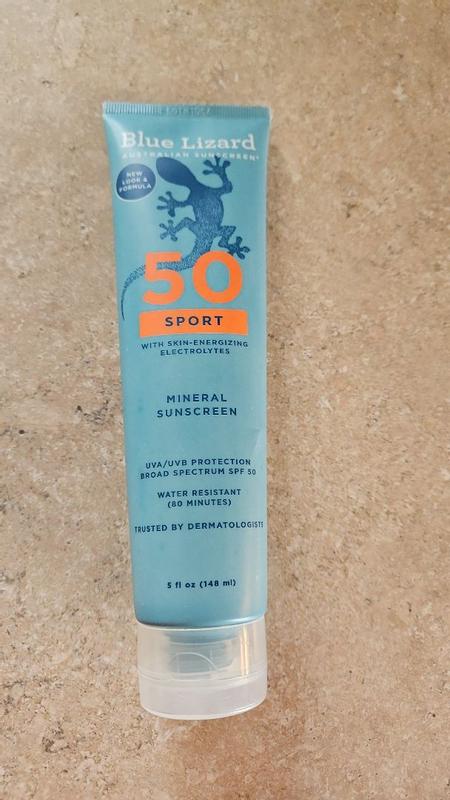 Blue Lizard
AUSTRALIAN SUNSCREEN®
NEW
LOOK &
FORMULA
50
SPORT
WITH SKIN-ENERGIZING
ELECTROLYTES
MINERAL
SUNSCREEN
UVA/UVB PROTECTION
BROAD SPECTRUM SPF 50
WATER RESISTANT
(80 MINUTES)
TRUSTED BY DERMATOLOGISTS
5 fl oz (148 ml)